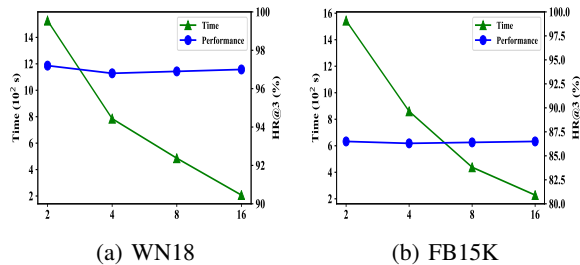 Time
Performance
Time (10² s)
14
12
10
8
6
4
2
100
98
96
94
92
90
HR@3 (%)
2 4 8 16
(a) WN18
Time
Performance
Time (10² s)
16
14
12
10
8
6
4
2
100.0
97.5
95.0
92.5
90.0
87.5
85.0
82.5
80.0
HR@3 (%)
2 4 8 16
(b) FB15K